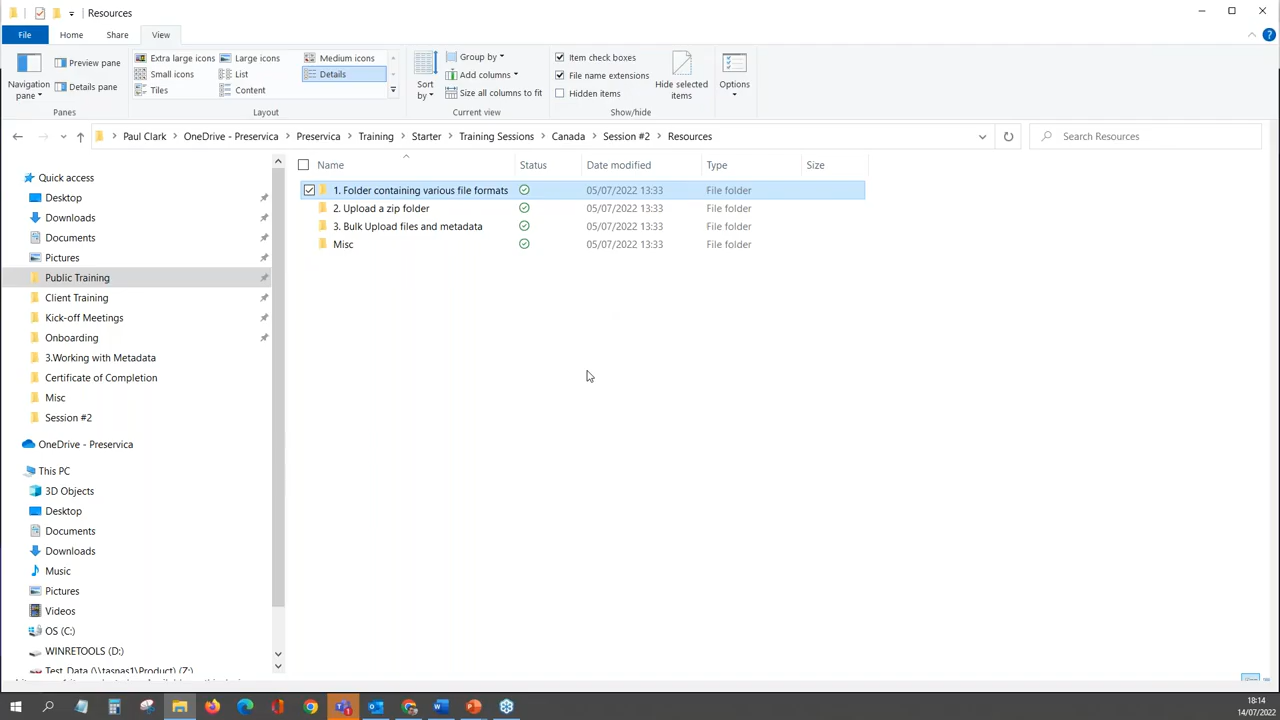 Resources
File
Home
Share
View
Navigation pane
Preview pane
Details pane
Panes
Extra large icons
Large icons
Medium icons
Small icons
List
Details
Tiles
Content
Layout
Sort by
Group by
Add columns
Size all columns to fit
Current view
Item check boxes
File name extensions
Hidden items
Hide selected items
Show/hide
Options
Paul Clark > OneDrive - Preservica > Preservica > Training > Starter > Training Sessions > Canada > Session #2 > Resources
Search Resources
Name Status Date modified Type Size
1. Folder containing various file formats 05/07/2022 13:33 File folder
2. Upload a zip folder 05/07/2022 13:33 File folder
3. Bulk Upload files and metadata 05/07/2022 13:33 File folder
Misc 05/07/2022 13:33 File folder
Quick access
Desktop
Downloads
Documents
Pictures
Public Training
Client Training
Kick-off Meetings
Onboarding
3.Working with Metadata
Certificate of Completion
Misc
Session #2
OneDrive - Preservica
This PC
3D Objects
Desktop
Documents
Downloads
Music
Pictures
Videos
OS (C:)
WINRETOOLS (D:)
Test_Data (\\taspas1\Product) (Z:)
18:14
14/07/2022